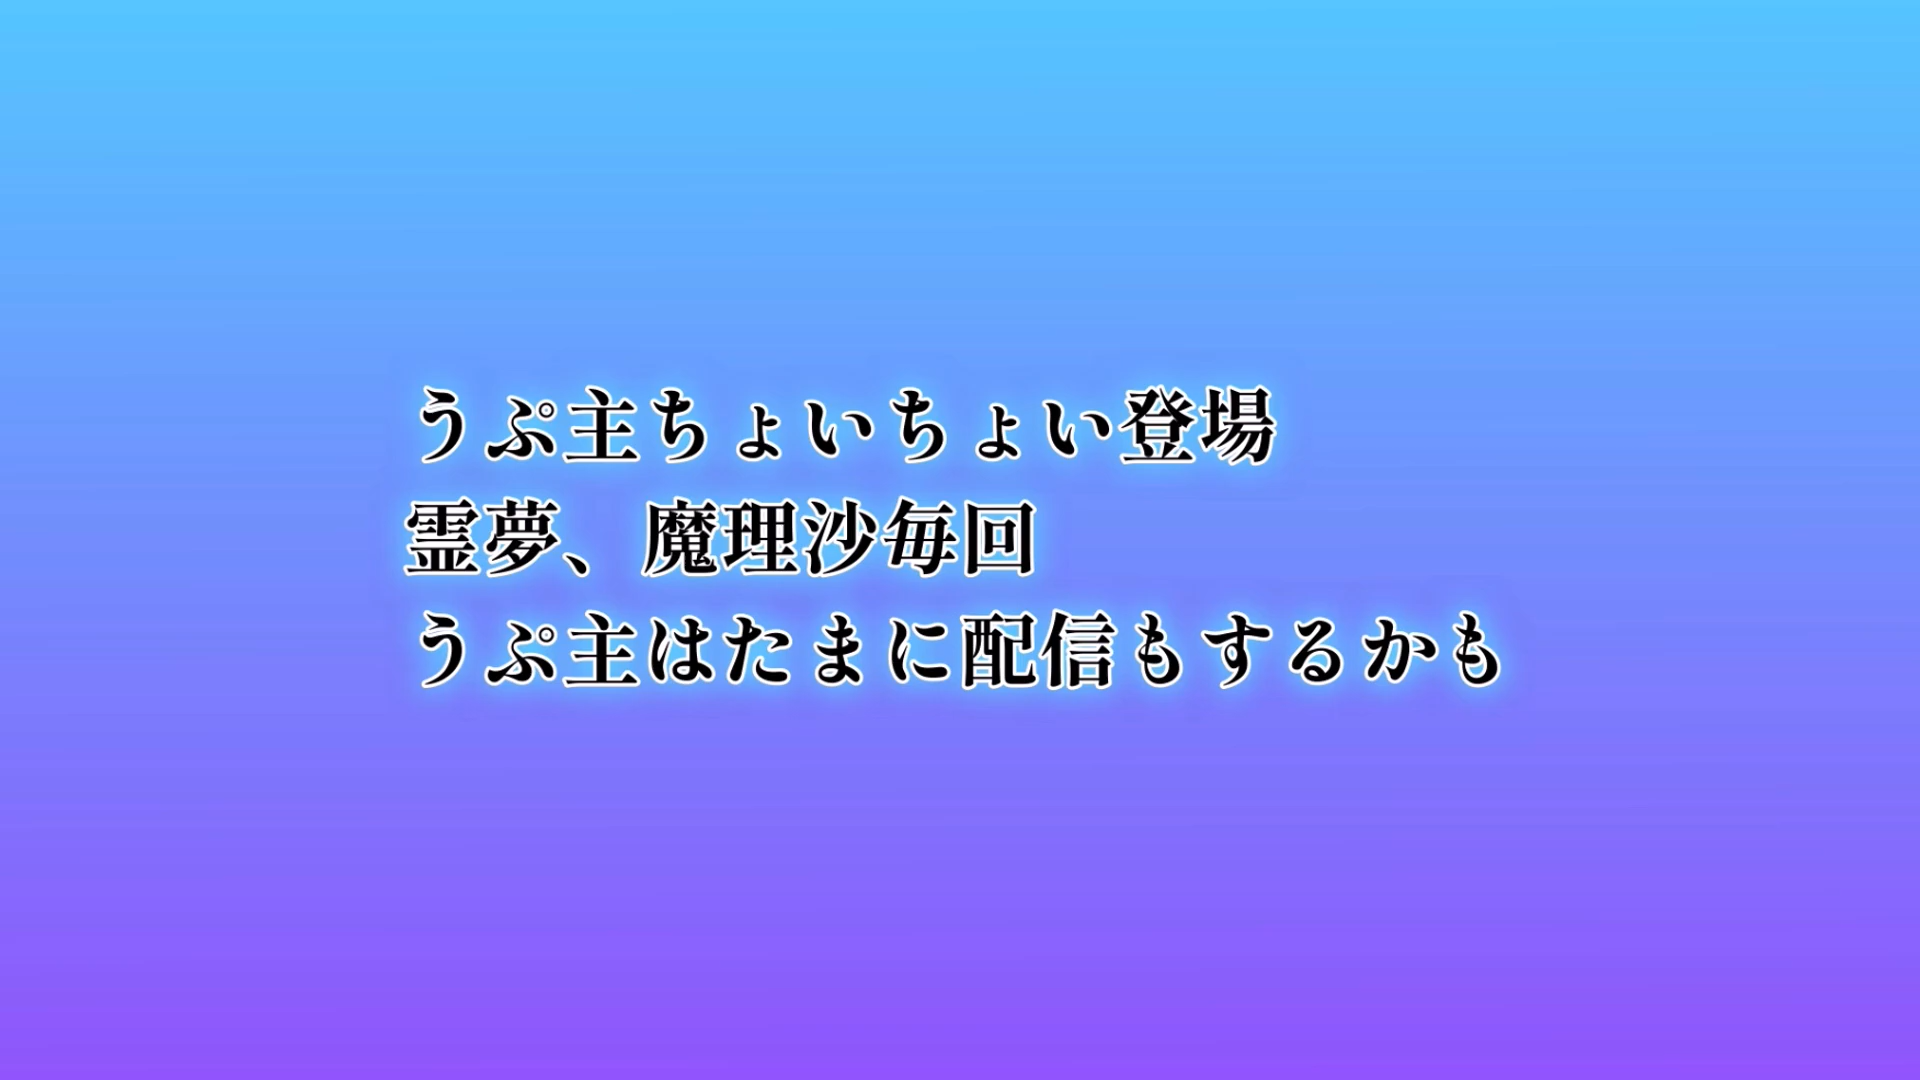 うぷ主ちょいちょい登場
霊夢、魔理沙毎回
うぷ主はたまに配信もするかも